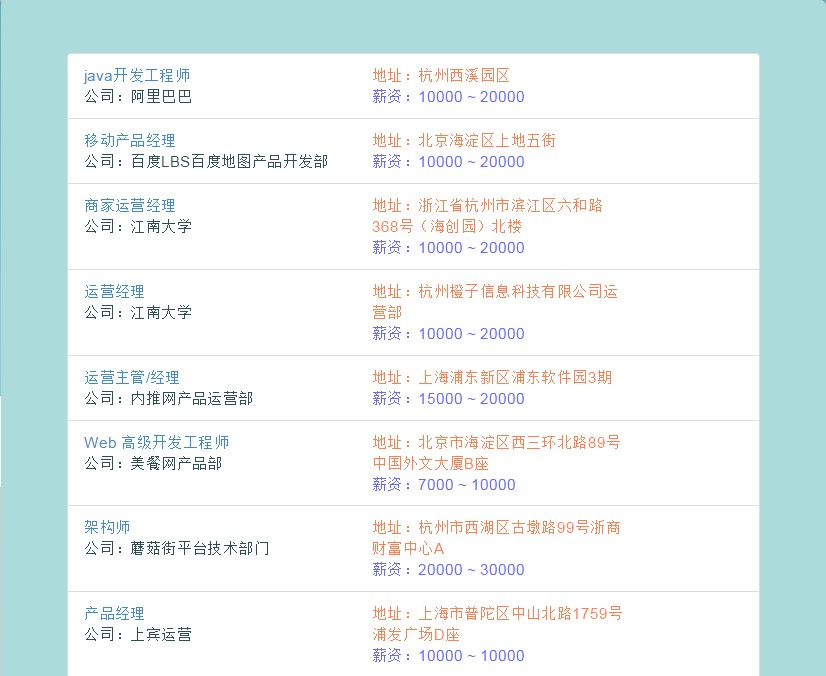 java开发工程师
公司：阿里巴巴
地址：杭州西溪园区
薪资：10000 ~ 20000
移动产品经理
公司：百度LBS百度地图产品开发部
地址：北京海淀区上地五街
薪资：10000 ~ 20000
商家运营经理
公司：江南大学
地址：浙江省杭州市滨江区六和路
368号（海创园）北楼
薪资：10000 ~ 20000
运营经理
公司：江南大学
地址：杭州橙子信息科技有限公司运
营部
薪资：10000 ~ 20000
运营主管/经理
公司：内推网产品运营部
地址：上海浦东新区浦东软件园3期
薪资：15000 ~ 20000
Web 高级开发工程师
公司：美餐网产品部
地址：北京市海淀区西三环北路89号
中国外文大厦B座
薪资：7000 ~ 10000
架构师
公司：蘑菇街平台技术部门
地址：杭州市西湖区古墩路99号浙商
财富中心A
薪资：20000 ~ 30000
产品经理
公司：上宾运营
地址：上海市普陀区中山北路1759号
浦发广场D座
薪资：10000 ~ 10000